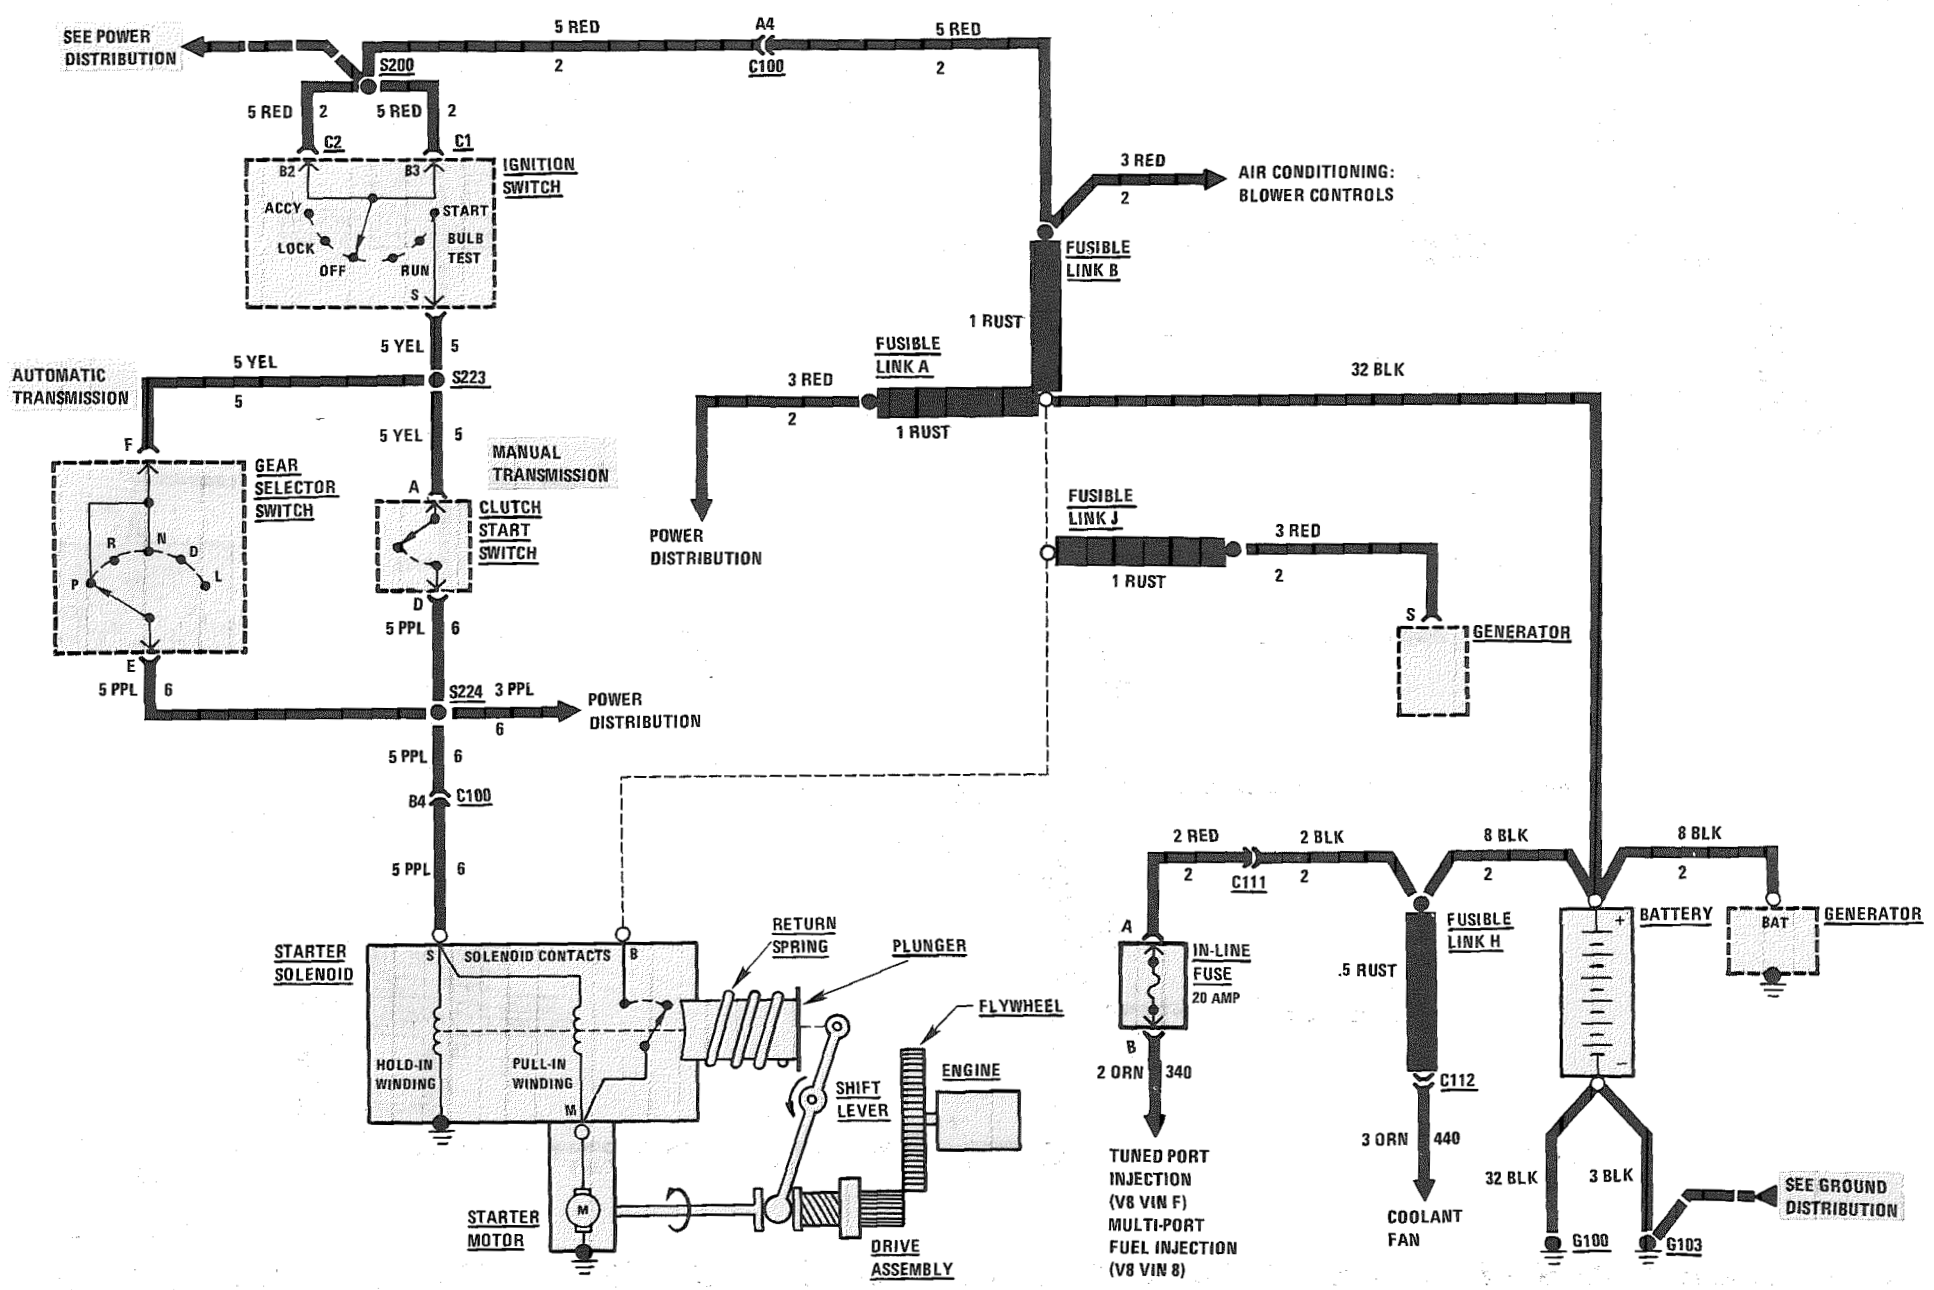 SEE POWER
DISTRIBUTION
S200
5 RED
2
A4
C100
5 RED
2
5 RED
2
5 RED
2
C2
C1
IGNITION
SWITCH
B2
B3
ACCY
START
LOCK
BULB
TEST
OFF
RUN
S
3 RED
2
AIR CONDITIONING:
BLOWER CONTROLS
FUSIBLE
LINK B
1 RUST
5 YEL
5
S223
5 YEL
5
AUTOMATIC
TRANSMISSION
FUSIBLE
LINK A
3 RED
2
1 RUST
32 BLK
5 YEL
5
MANUAL
TRANSMISSION
F
GEAR
SELECTOR
SWITCH
R
N
D
P
L
E
A
CLUTCH
START
SWITCH
D
POWER
DISTRIBUTION
FUSIBLE
LINK J
1 RUST
3 RED
2
S
GENERATOR
5 PPL
6
5 PPL
6
S224
3 PPL
6
POWER
DISTRIBUTION
5 PPL
6
B4
C100
5 PPL
6
STARTER
SOLENOID
S
SOLENOID CONTACTS
B
HOLD-IN
WINDING
PULL-IN
WINDING
M
RETURN
SPRING
PLUNGER
FLYWHEEL
ENGINE
SHIFT
LEVER
STARTER
MOTOR
M
DRIVE
ASSEMBLY
2 RED
2
C111
2 BLK
2
8 BLK
2
8 BLK
2
A
IN-LINE
FUSE
20 AMP
B
2 ORN
340
TUNED PORT
INJECTION
(V8 VIN F)
MULTI-PORT
FUEL INJECTION
(V8 VIN 8)
FUSIBLE
LINK H
.5 RUST
C112
3 ORN
440
COOLANT
FAN
BATTERY
+
−
BAT
GENERATOR
32 BLK
3 BLK
G100
G103
SEE GROUND
DISTRIBUTION